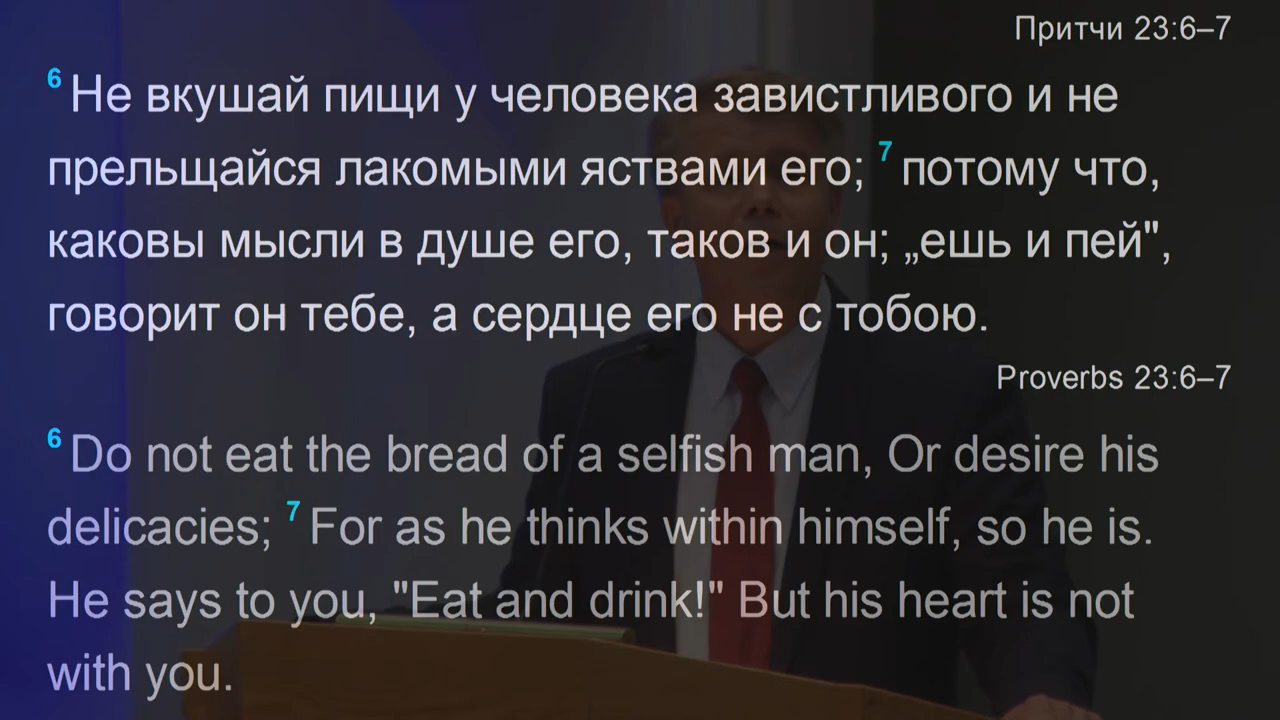 Притчи 23:6–7
6 Не вкушай пищи у человека завистливого и не
прельщайся лакомыми яствами его; 7 потому что,
каковы мысли в душе его, таков и он; „ешь и пей",
говорит он тебе, а сердце его не с тобою.
Proverbs 23:6–7
6 Do not eat the bread of a selfish man, Or desire his
delicacies; 7 For as he thinks within himself, so he is.
He says to you, "Eat and drink!" But his heart is not
with you.